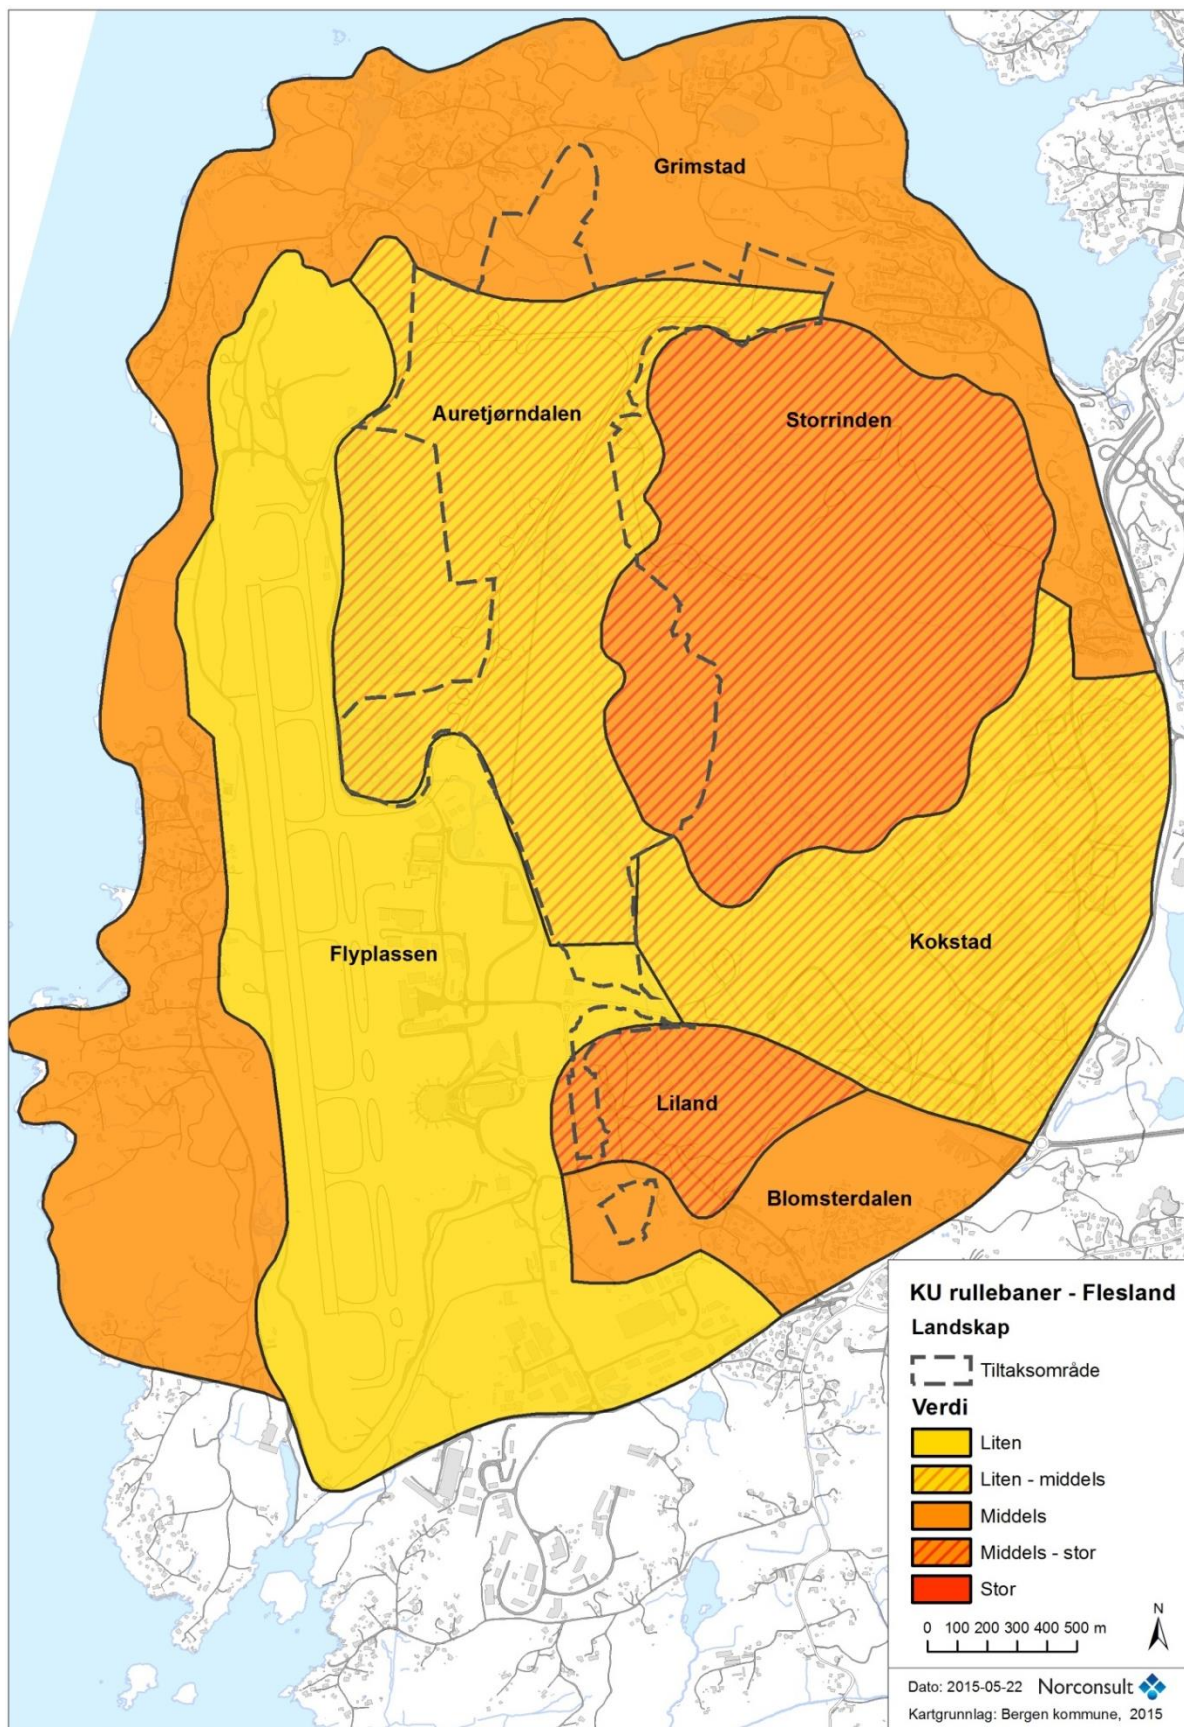 Grimstad
Auretjørndalen
Storrinden
Flyplassen
Kokstad
Liland
Blomsterdalen
KU rullebaner - Flesland
Landskap
Tiltaksområde
Verdi
Liten
Liten - middels
Middels
Middels - stor
Stor
0 100 200 300 400 500 m
N
Dato: 2015-05-22 Norconsult
Kartgrunnlag: Bergen kommune, 2015